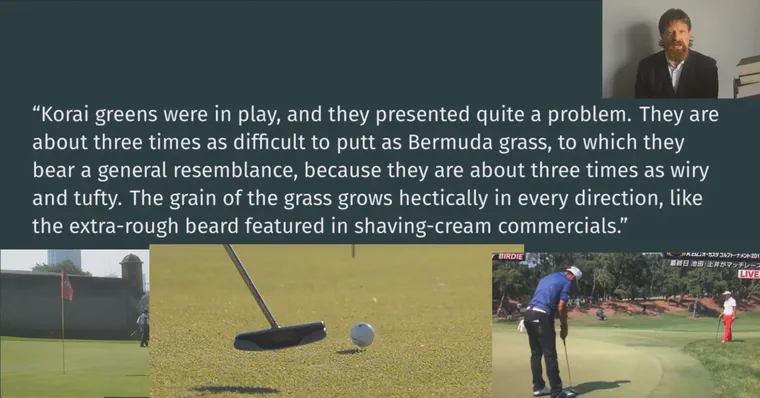 “Korai greens were in play, and they presented quite a problem. They are
about three times as difficult to putt as Bermuda grass, to which they
bear a general resemblance, because they are about three times as wiry
and tufty. The grain of the grass grows hectically in every direction, like
the extra-rough beard featured in shaving-cream commercials.”
BIRDIE
LIVE